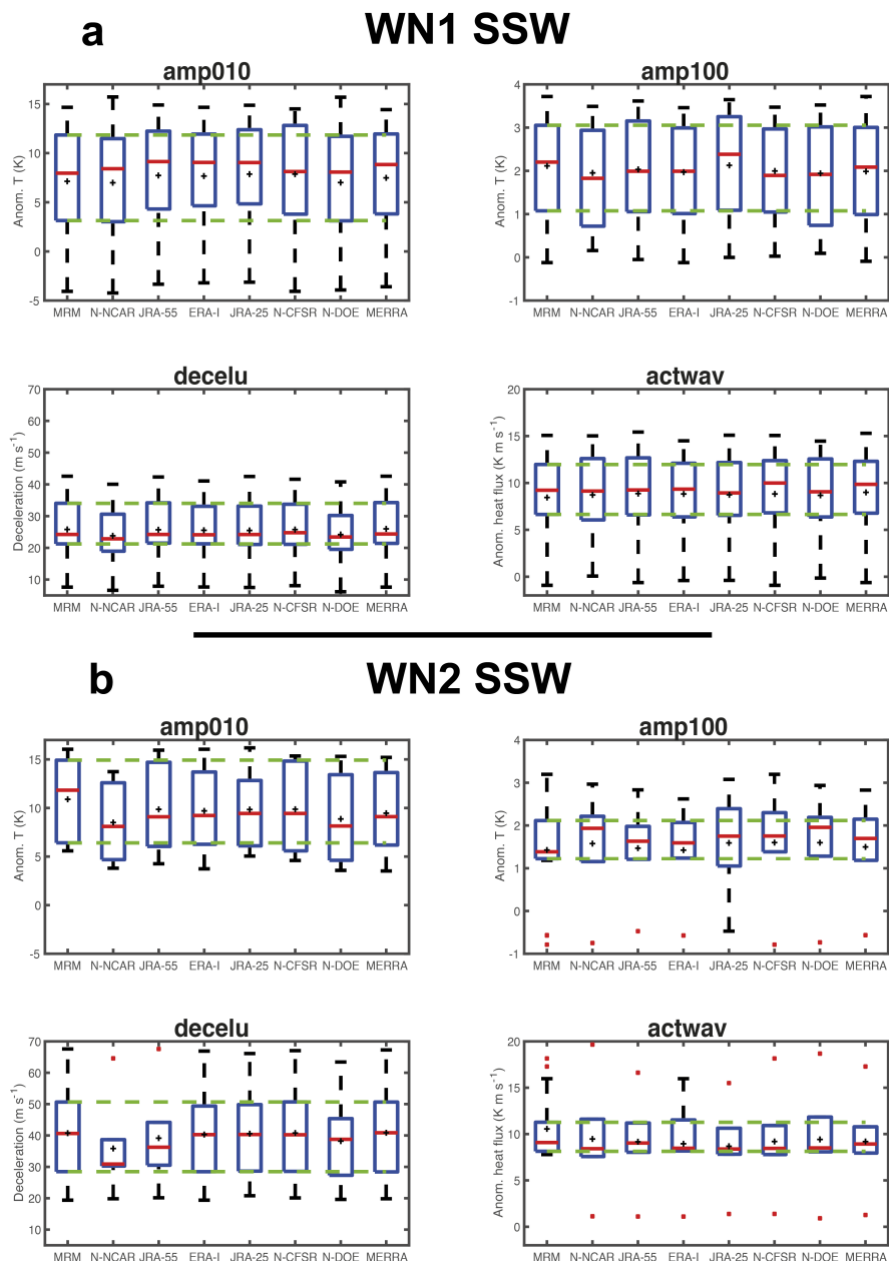 a WN1 SSW
amp010
Anom. T (K)
15
10
5
0
-5
MRM N-NCAR JRA-55 ERA-I JRA-25 N-CFSR N-DOE MERRA
amp100
Anom. T (K)
4
3
2
1
0
-1
MRM N-NCAR JRA-55 ERA-I JRA-25 N-CFSR N-DOE MERRA
decelu
Deceleration (m s⁻¹)
70
60
50
40
30
20
10
MRM N-NCAR JRA-55 ERA-I JRA-25 N-CFSR N-DOE MERRA
actwav
Anom. heat flux (K m s⁻¹)
20
15
10
5
0
MRM N-NCAR JRA-55 ERA-I JRA-25 N-CFSR N-DOE MERRA
b WN2 SSW
amp010
Anom. T (K)
15
10
5
0
-5
MRM N-NCAR JRA-55 ERA-I JRA-25 N-CFSR N-DOE MERRA
amp100
Anom. T (K)
4
3
2
1
0
-1
MRM N-NCAR JRA-55 ERA-I JRA-25 N-CFSR N-DOE MERRA
decelu
Deceleration (m s⁻¹)
70
60
50
40
30
20
10
MRM N-NCAR JRA-55 ERA-I JRA-25 N-CFSR N-DOE MERRA
actwav
Anom. heat flux (K m s⁻¹)
20
15
10
5
0
MRM N-NCAR JRA-55 ERA-I JRA-25 N-CFSR N-DOE MERRA